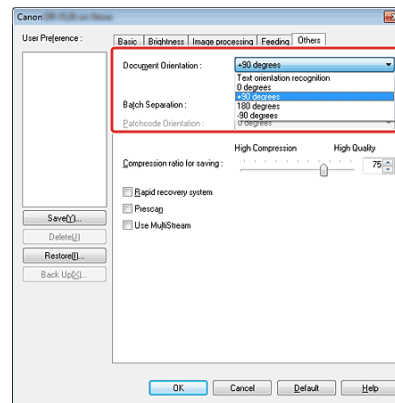 Canon on
User Preference :
Basic Brightness Image processing Feeding Others
Document Orientation : +90 degrees
Text orientation recognition
0 degrees
+90 degrees
180 degrees
-90 degrees
Batch Separation :
Patchcode Orientation : 0 degrees
High Compression High Quality
Compression ratio for saving : 75
Rapid recovery system
Prescan
Use MultiStream
Save(Y)...
Delete(J)
Restore(I)...
Back Up(K)...
OK Cancel Default Help